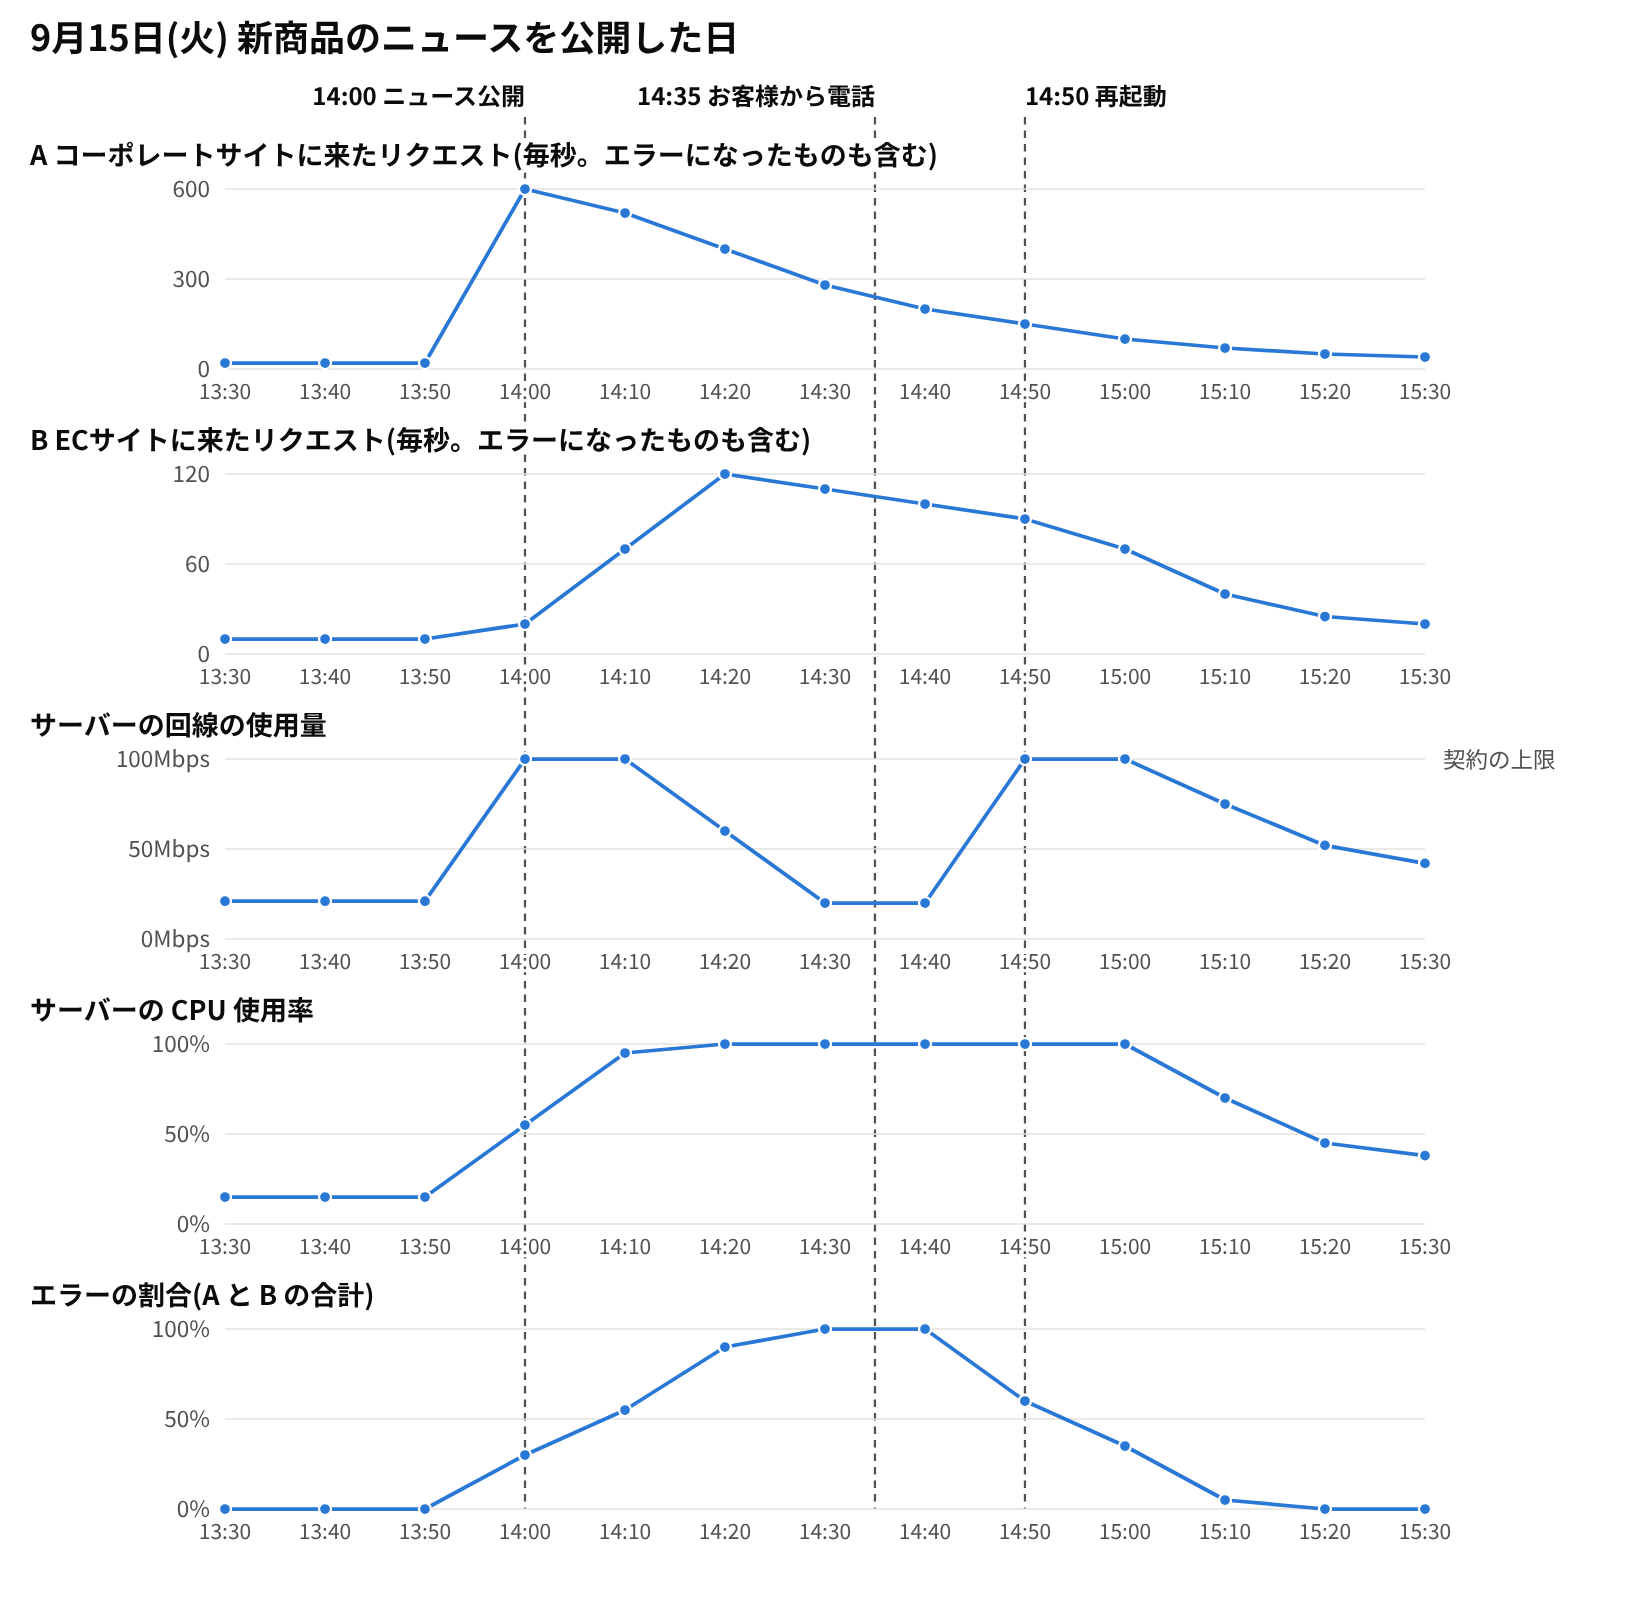 9月15日(火) 新商品のニュースを公開した日
14:00 ニュース公開 14:35 お客様から電話 14:50 再起動
A コーポレートサイトに来たリクエスト(毎秒。エラーになったものも含む)
600
300
0
13:30 13:40 13:50 14:00 14:10 14:20 14:30 14:40 14:50 15:00 15:10 15:20 15:30
B ECサイトに来たリクエスト(毎秒。エラーになったものも含む)
120
60
0
13:30 13:40 13:50 14:00 14:10 14:20 14:30 14:40 14:50 15:00 15:10 15:20 15:30
サーバーの回線の使用量
100Mbps 契約の上限
50Mbps
0Mbps
13:30 13:40 13:50 14:00 14:10 14:20 14:30 14:40 14:50 15:00 15:10 15:20 15:30
サーバーの CPU 使用率
100%
50%
0%
13:30 13:40 13:50 14:00 14:10 14:20 14:30 14:40 14:50 15:00 15:10 15:20 15:30
エラーの割合(A と B の合計)
100%
50%
0%
13:30 13:40 13:50 14:00 14:10 14:20 14:30 14:40 14:50 15:00 15:10 15:20 15:30